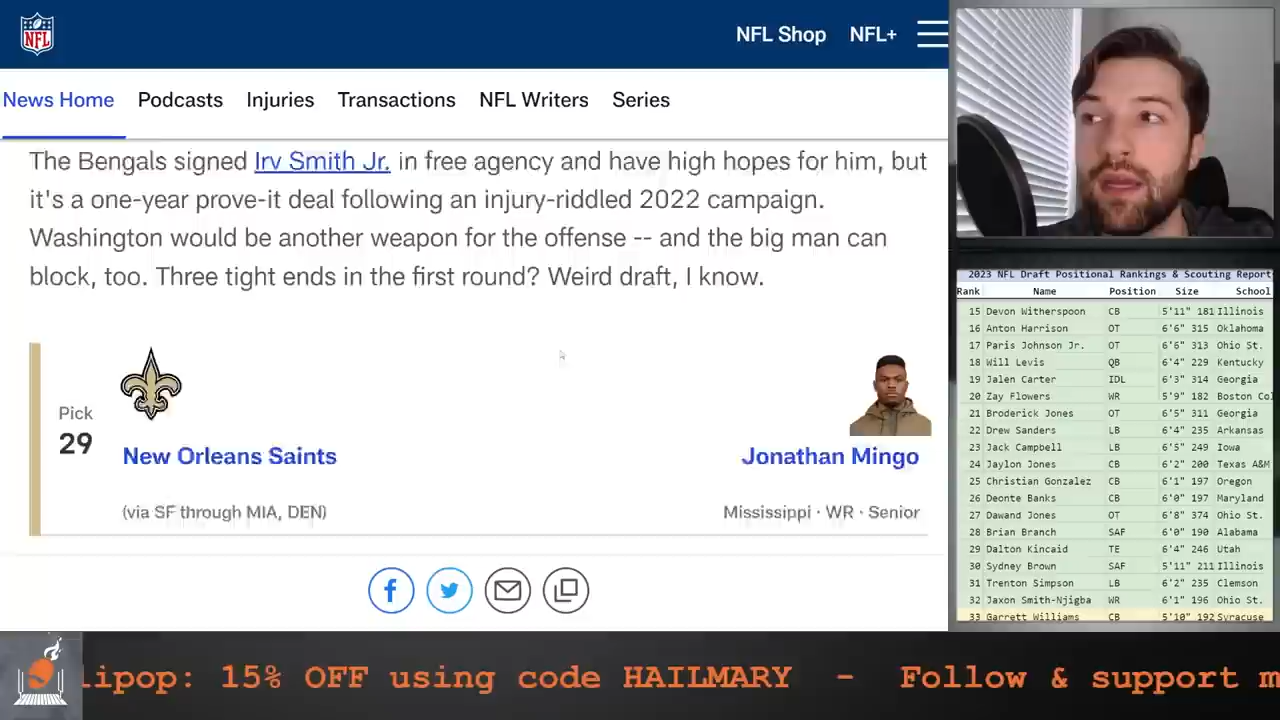 NFL
NFL Shop
NFL+
News Home
Podcasts
Injuries
Transactions
NFL Writers
Series
The Bengals signed Irv Smith Jr. in free agency and have high hopes for him, but
it's a one-year prove-it deal following an injury-riddled 2022 campaign.
Washington would be another weapon for the offense -- and the big man can
block, too. Three tight ends in the first round? Weird draft, I know.
Pick
29
New Orleans Saints
(via SF through MIA, DEN)
Jonathan Mingo
Mississippi · WR · Senior
2023 NFL Draft Positional Rankings & Scouting Report
Rank Name Position Size School
15 Devon Witherspoon CB 5'11" 181 Illinois
16 Anton Harrison OT 6'6" 315 Oklahoma
17 Paris Johnson Jr. OT 6'6" 313 Ohio St.
18 Will Levis QB 6'4" 229 Kentucky
19 Jalen Carter IDL 6'3" 314 Georgia
20 Zay Flowers WR 5'9" 182 Boston Col
21 Broderick Jones OT 6'5" 311 Georgia
22 Drew Sanders LB 6'4" 235 Arkansas
23 Jack Campbell LB 6'5" 249 Iowa
24 Jaylon Jones CB 6'2" 200 Texas A&M
25 Christian Gonzalez CB 6'1" 197 Oregon
26 Deonte Banks CB 6'0" 197 Maryland
27 Dawand Jones OT 6'8" 374 Ohio St.
28 Brian Branch SAF 6'0" 190 Alabama
29 Dalton Kincaid TE 6'4" 246 Utah
30 Sydney Brown SAF 5'11" 211 Illinois
31 Trenton Simpson LB 6'2" 235 Clemson
32 Jaxon Smith-Njigba WR 6'1" 196 Ohio St.
33 Garrett Williams CB 5'10" 192 Syracuse
lipop: 15% OFF using code HAILMARY - Follow & support m